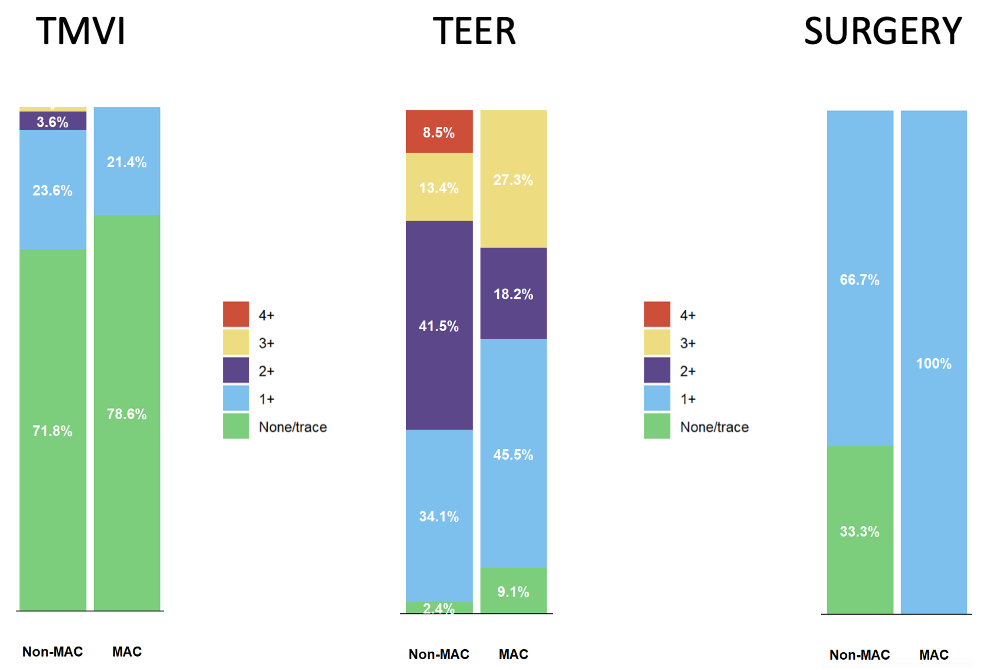 TMVI
TEER
SURGERY
3.6%
23.6%
71.8%
21.4%
78.6%
Non-MAC
MAC
4+
3+
2+
1+
None/trace
8.5%
13.4%
41.5%
34.1%
2.4%
27.3%
18.2%
45.5%
9.1%
Non-MAC
MAC
4+
3+
2+
1+
None/trace
66.7%
33.3%
100%
Non-MAC
MAC